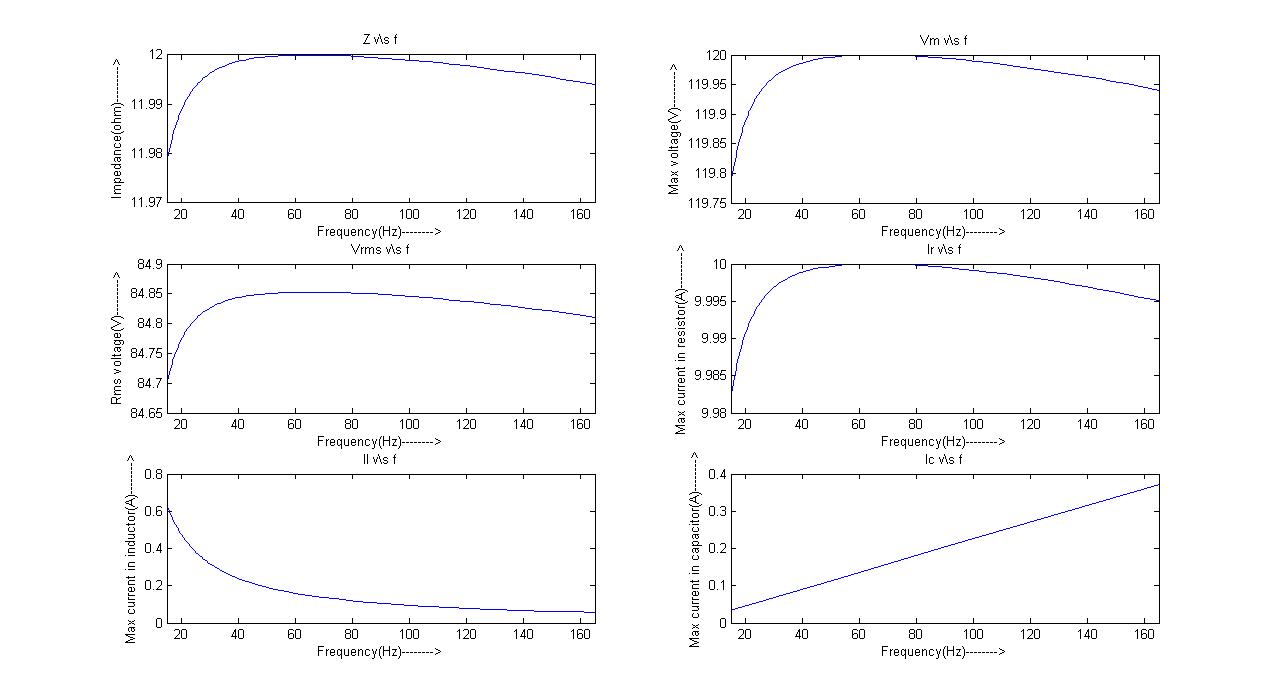 Z v\s f
Impedance(ohm)-------->
12
11.99
11.98
11.97
20 40 60 80 100 120 140 160
Frequency(Hz)-------->
Vm v\s f
Max voltage(V)-------->
120
119.95
119.9
119.85
119.8
119.75
20 40 60 80 100 120 140 160
Frequency(Hz)-------->
Vrms v\s f
Rms voltage(V)-------->
84.9
84.85
84.8
84.75
84.7
84.65
20 40 60 80 100 120 140 160
Frequency(Hz)-------->
Ir v\s f
Max current in resistor(A)-------->
10
9.995
9.99
9.985
9.98
20 40 60 80 100 120 140 160
Frequency(Hz)-------->
Il v\s f
Max current in inductor(A)-------->
0.8
0.6
0.4
0.2
0
20 40 60 80 100 120 140 160
Frequency(Hz)-------->
Ic v\s f
Max current in capacitor(A)-------->
0.4
0.3
0.2
0.1
0
20 40 60 80 100 120 140 160
Frequency(Hz)-------->